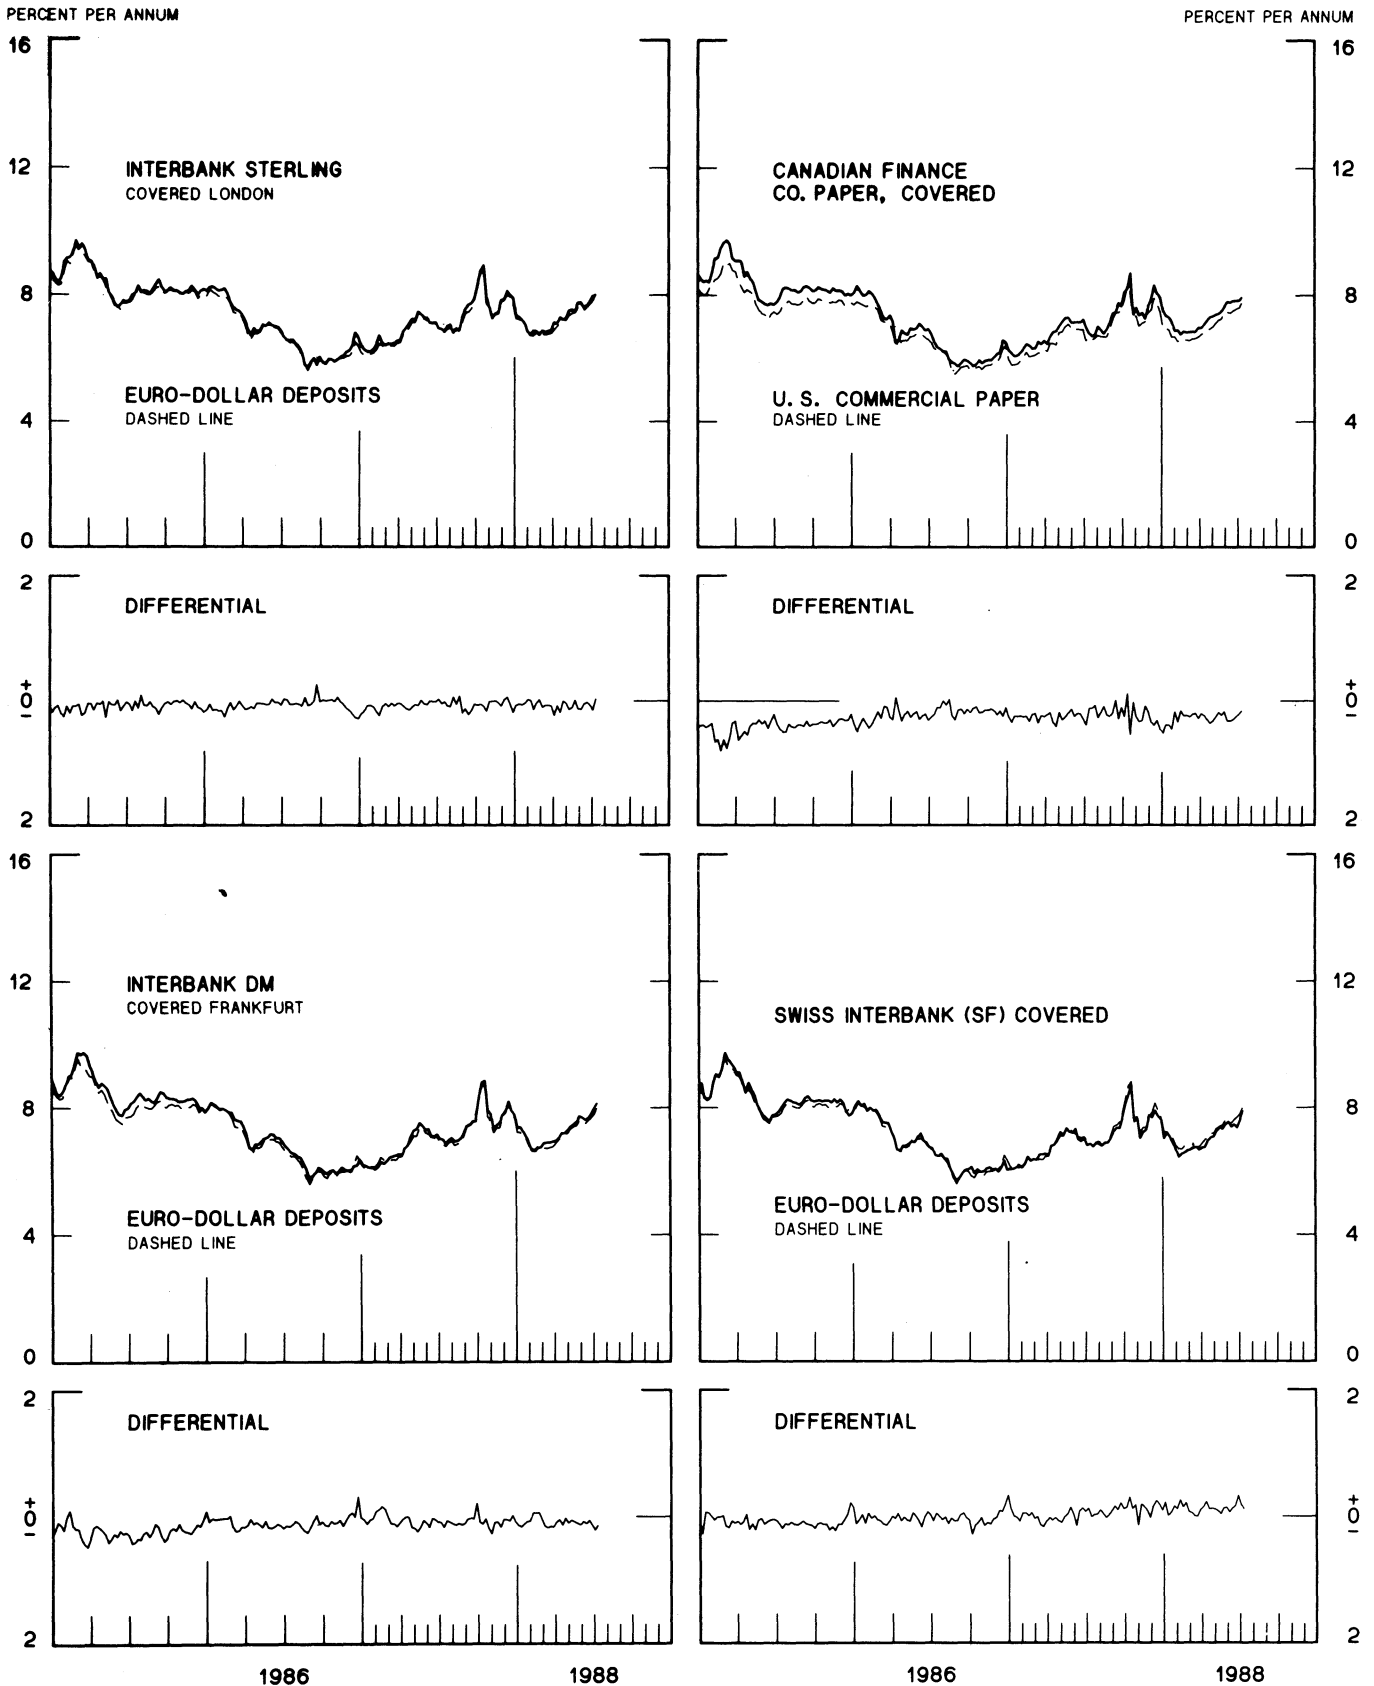 PERCENT PER ANNUM
PERCENT PER ANNUM
16
12
8
4
0
INTERBANK STERLING
COVERED LONDON
EURO-DOLLAR DEPOSITS
DASHED LINE
CANADIAN FINANCE
CO. PAPER, COVERED
U. S. COMMERCIAL PAPER
DASHED LINE
16
12
8
4
0
2
+
0
−
2
DIFFERENTIAL
DIFFERENTIAL
2
+
0
−
2
16
12
8
4
0
INTERBANK DM
COVERED FRANKFURT
EURO-DOLLAR DEPOSITS
DASHED LINE
SWISS INTERBANK (SF) COVERED
EURO-DOLLAR DEPOSITS
DASHED LINE
16
12
8
4
0
2
+
0
−
2
DIFFERENTIAL
DIFFERENTIAL
2
+
0
−
2
1986
1988
1986
1988